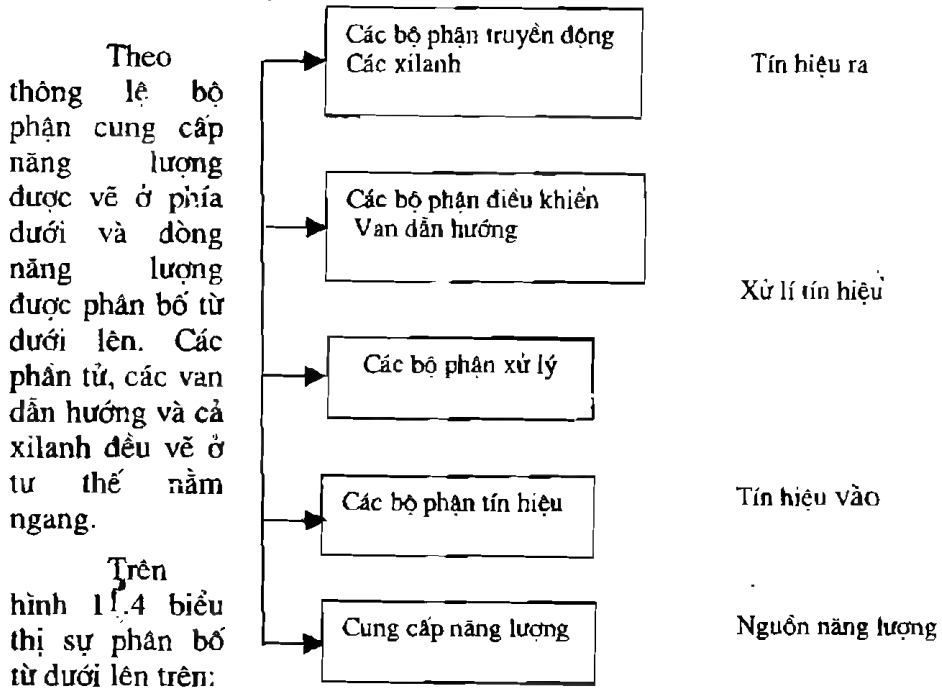 Theo
thông lệ bộ
phận cung cấp
năng lượng
được vẽ ở phía
dưới và dòng
năng lượng
được phân bố từ
dưới lên. Các
phần tử, các van
dẫn hướng và cả
xilanh đều vẽ ở
tư thế nằm
ngang.
Trên
hình 11.4 biểu
thị sự phân bố
từ dưới lên trên:
Các bộ phận truyền động
Các xilanh
Tín hiệu ra
Các bộ phận điều khiển
Van dẫn hướng
Xử lí tín hiệu
Các bộ phận xử lý
Các bộ phận tín hiệu
Tín hiệu vào
Cung cấp năng lượng
Nguồn năng lượng